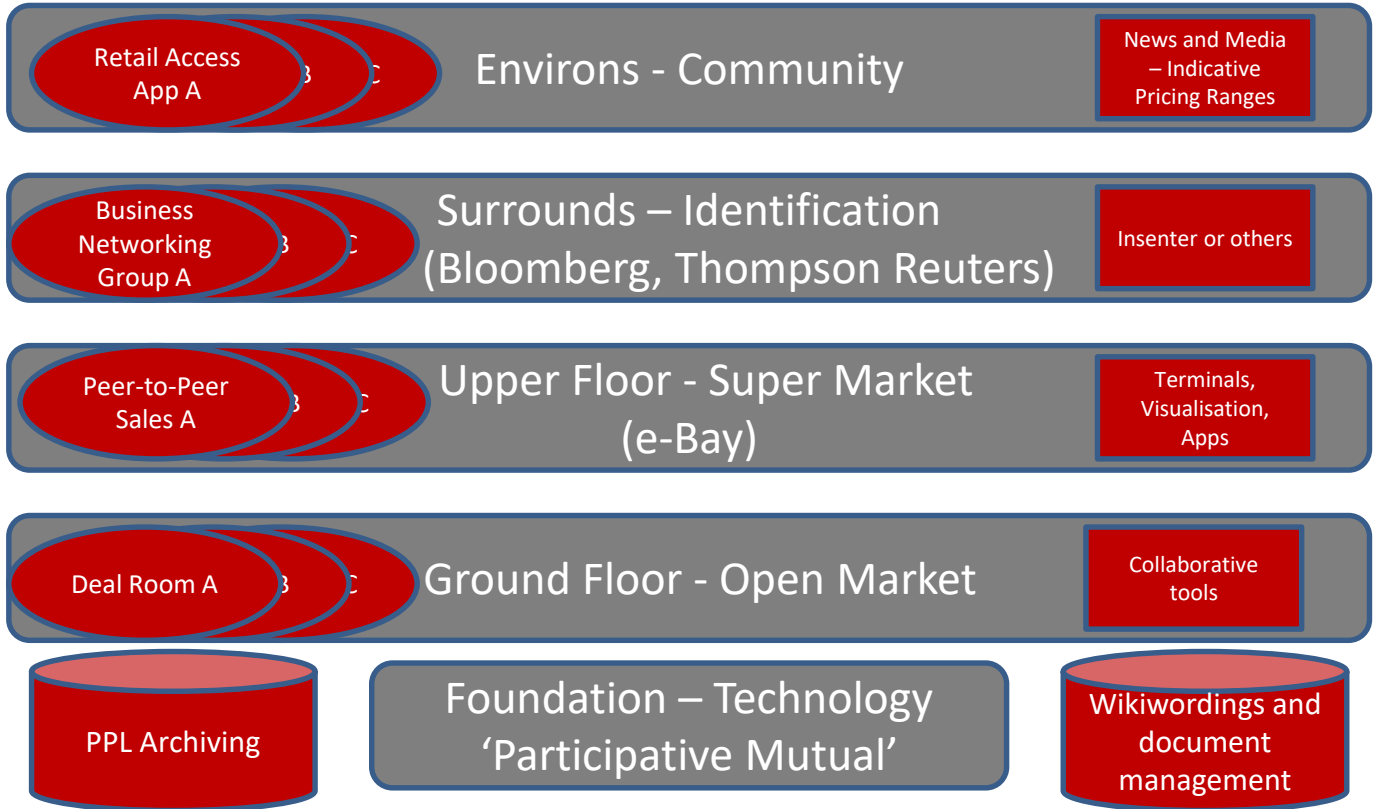 Retail Access
App A
B
C
Environs - Community
News and Media
– Indicative
Pricing Ranges
Business
Networking
Group A
B
C
Surrounds – Identification
(Bloomberg, Thompson Reuters)
Insenter or others
Peer-to-Peer
Sales A
B
C
Upper Floor - Super Market
(e-Bay)
Terminals,
Visualisation,
Apps
Deal Room A
B
C
Ground Floor - Open Market
Collaborative
tools
PPL Archiving
Foundation – Technology
‘Participative Mutual’
Wikiwordings and
document
management